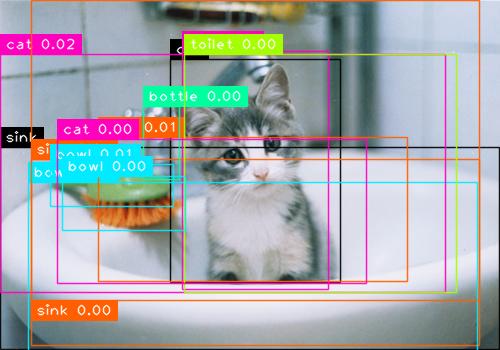 cat 0.02
toilet 0.00
bottle 0.00
sink
cat 0.00
0.01
bowl 0.01
bowl 0.00
sink 0.00